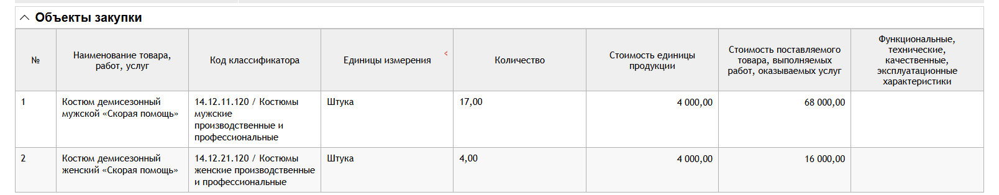 Объекты закупки
№
Наименование товара,
работ, услуг
Код классификатора
Единицы измерения
Количество
Стоимость единицы
продукции
Стоимость поставляемого
товара, выполняемых
работ, оказываемых услуг
Функциональные,
технические,
качественные,
эксплуатационные
характеристики
1
Костюм демисезонный
мужской «Скорая помощь»
14.12.11.120 / Костюмы
мужские
производственные и
профессиональные
Штука
17,00
4 000,00
68 000,00
2
Костюм демисезонный
женский «Скорая помощь»
14.12.21.120 / Костюмы
женские производственные
и профессиональные
Штука
4,00
4 000,00
16 000,00